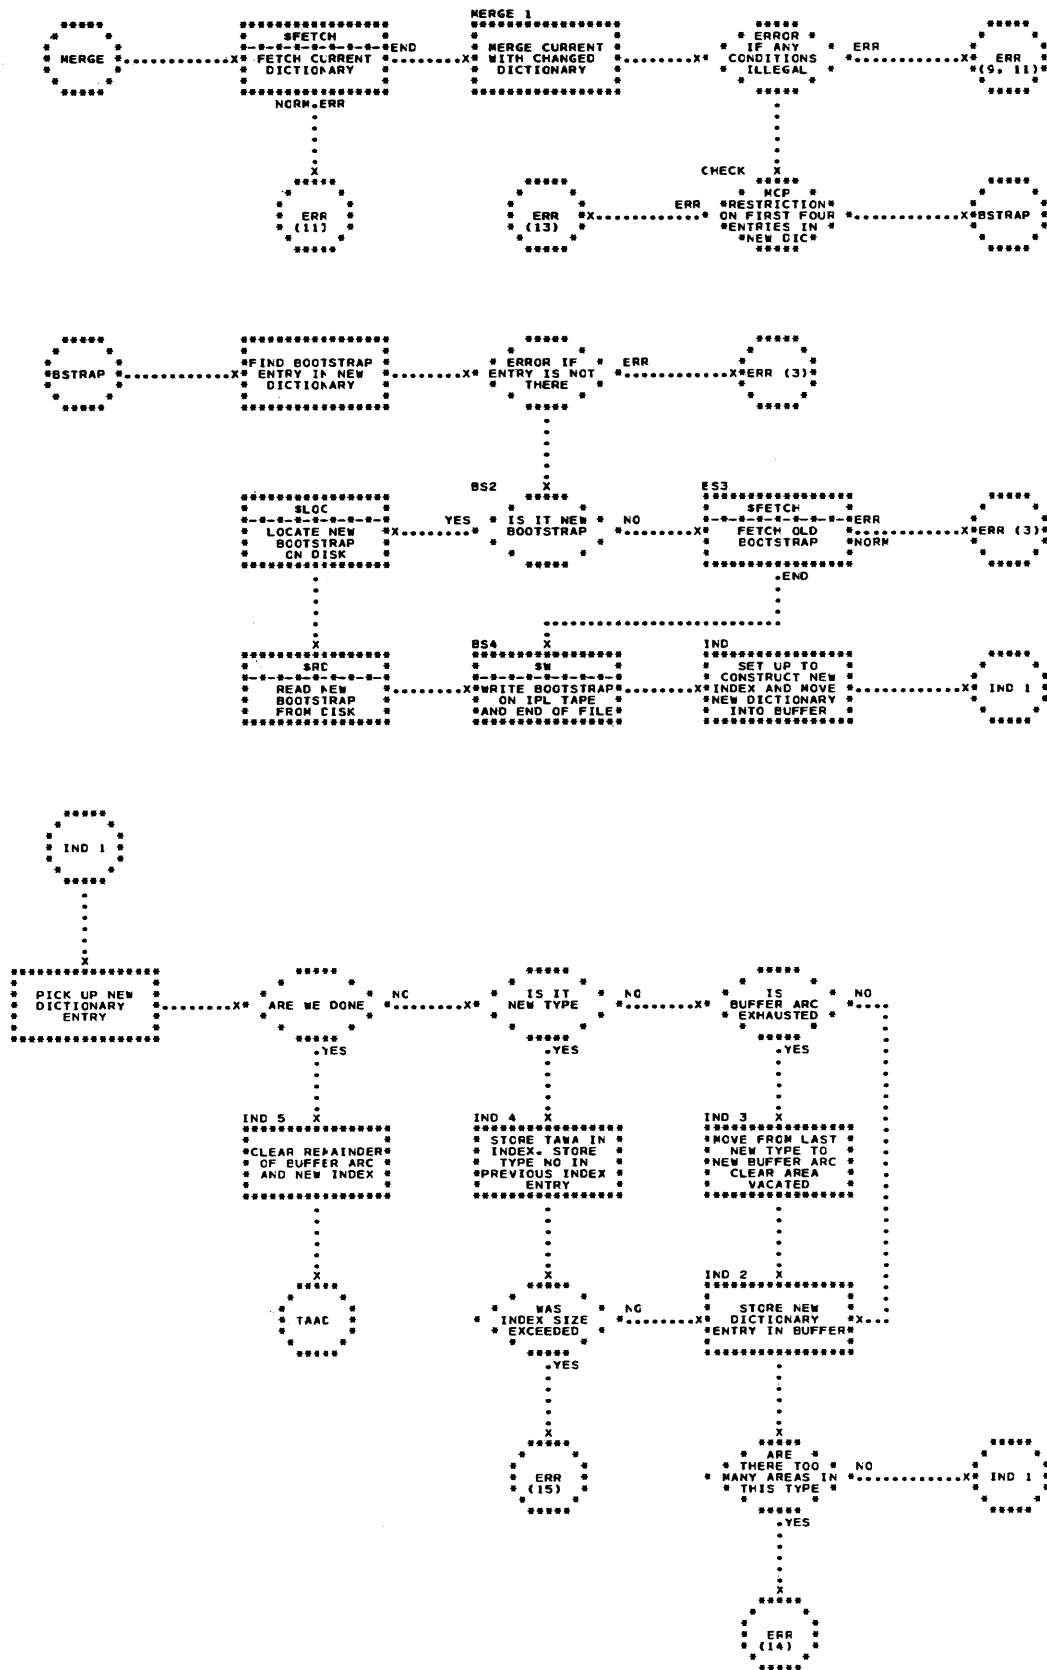 MERGE 1
$FETCH
END
ERROR
MERGE
FETCH CURRENT
DICTIONARY
MERGE CURRENT
WITH CHANGED
DICTIONARY
IF ANY
CONDITIONS
ILLEGAL
ERR
ERR
(9, 11)
NORM.ERR
CHECK
ERR
(11)
ERR
(13)
ERR
MCP
RESTRICTION
ON FIRST FOUR
ENTRIES IN
NEW DIC
BSTRAP
BSTRAP
FIND BOOTSTRAP
ENTRY IN NEW
DICTIONARY
ERROR IF
ENTRY IS NOT
THERE
ERR
ERR (3)
BS2
ES3
$LOC
LOCATE NEW
BOOTSTRAP
ON DISK
YES
IS IT NEW
BOOTSTRAP
NO
$FETCH
FETCH OLD
BOOTSTRAP
ERR
NORM
ERR (3)
END
BS4
IND
$RD
READ NEW
BOOTSTRAP
FROM DISK
$W
WRITE BOOTSTRAP
ON IPL TAPE
AND END OF FILE
SET UP TO
CONSTRUCT NEW
INDEX AND MOVE
NEW DICTIONARY
INTO BUFFER
IND 1
IND 1
PICK UP NEW
DICTIONARY
ENTRY
ARE WE DONE
NO
IS IT
NEW TYPE
NO
IS
BUFFER ARC
EXHAUSTED
NO
YES
YES
YES
IND 5
IND 4
IND 3
CLEAR REMAINDER
OF BUFFER ARC
AND NEW INDEX
STORE TAWA IN
INDEX. STORE
TYPE NO IN
PREVIOUS INDEX
ENTRY
MOVE FROM LAST
NEW TYPE TO
NEW BUFFER ARC
CLEAR AREA
VACATED
IND 2
TAAD
WAS
INDEX SIZE
EXCEEDED
NO
STORE NEW
DICTIONARY
ENTRY IN BUFFER
YES
ERR
(15)
ARE
THERE TOO
MANY AREAS IN
THIS TYPE
NO
IND 1
YES
ERR
(14)